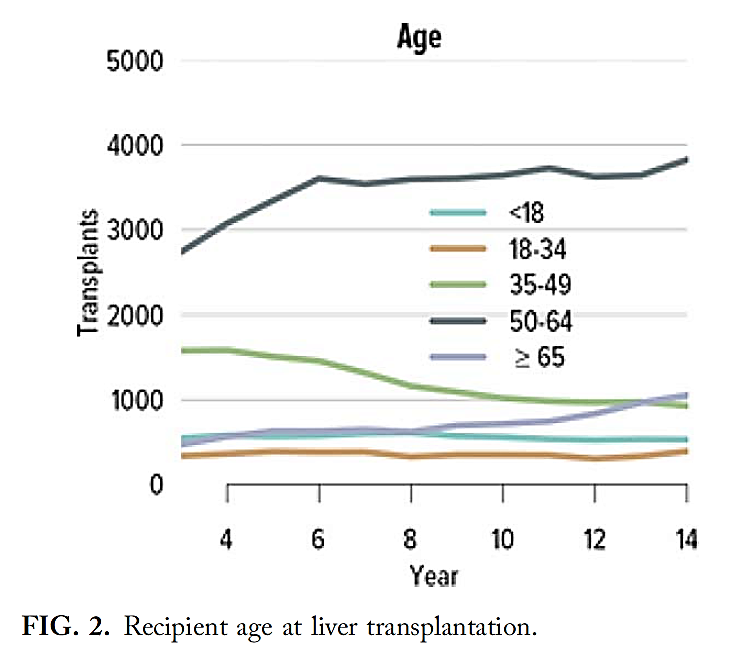 Age
5000
4000
3000
2000
1000
0
Transplants
<18
18-34
35-49
50-64
≥ 65
4 6 8 10 12 14
Year
FIG. 2. Recipient age at liver transplantation.